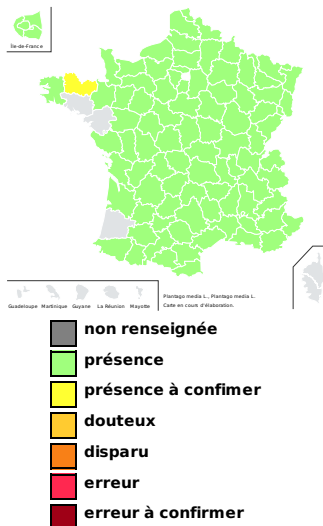 Île-de-France
Guadeloupe Martinique Guyane La Réunion Mayotte
Plantago media L., Plantago media L.
Carte en cours d'élaboration.
non renseignée
présence
présence à confimer
douteux
disparu
erreur
erreur à confirmer